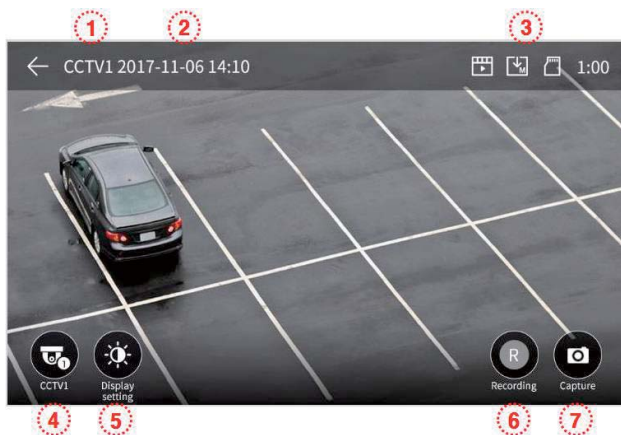 1 2 3
CCTV1 2017-11-06 14:10 M 1:00
1 R
CCTV1 Display setting Recording Capture
4 5 6 7